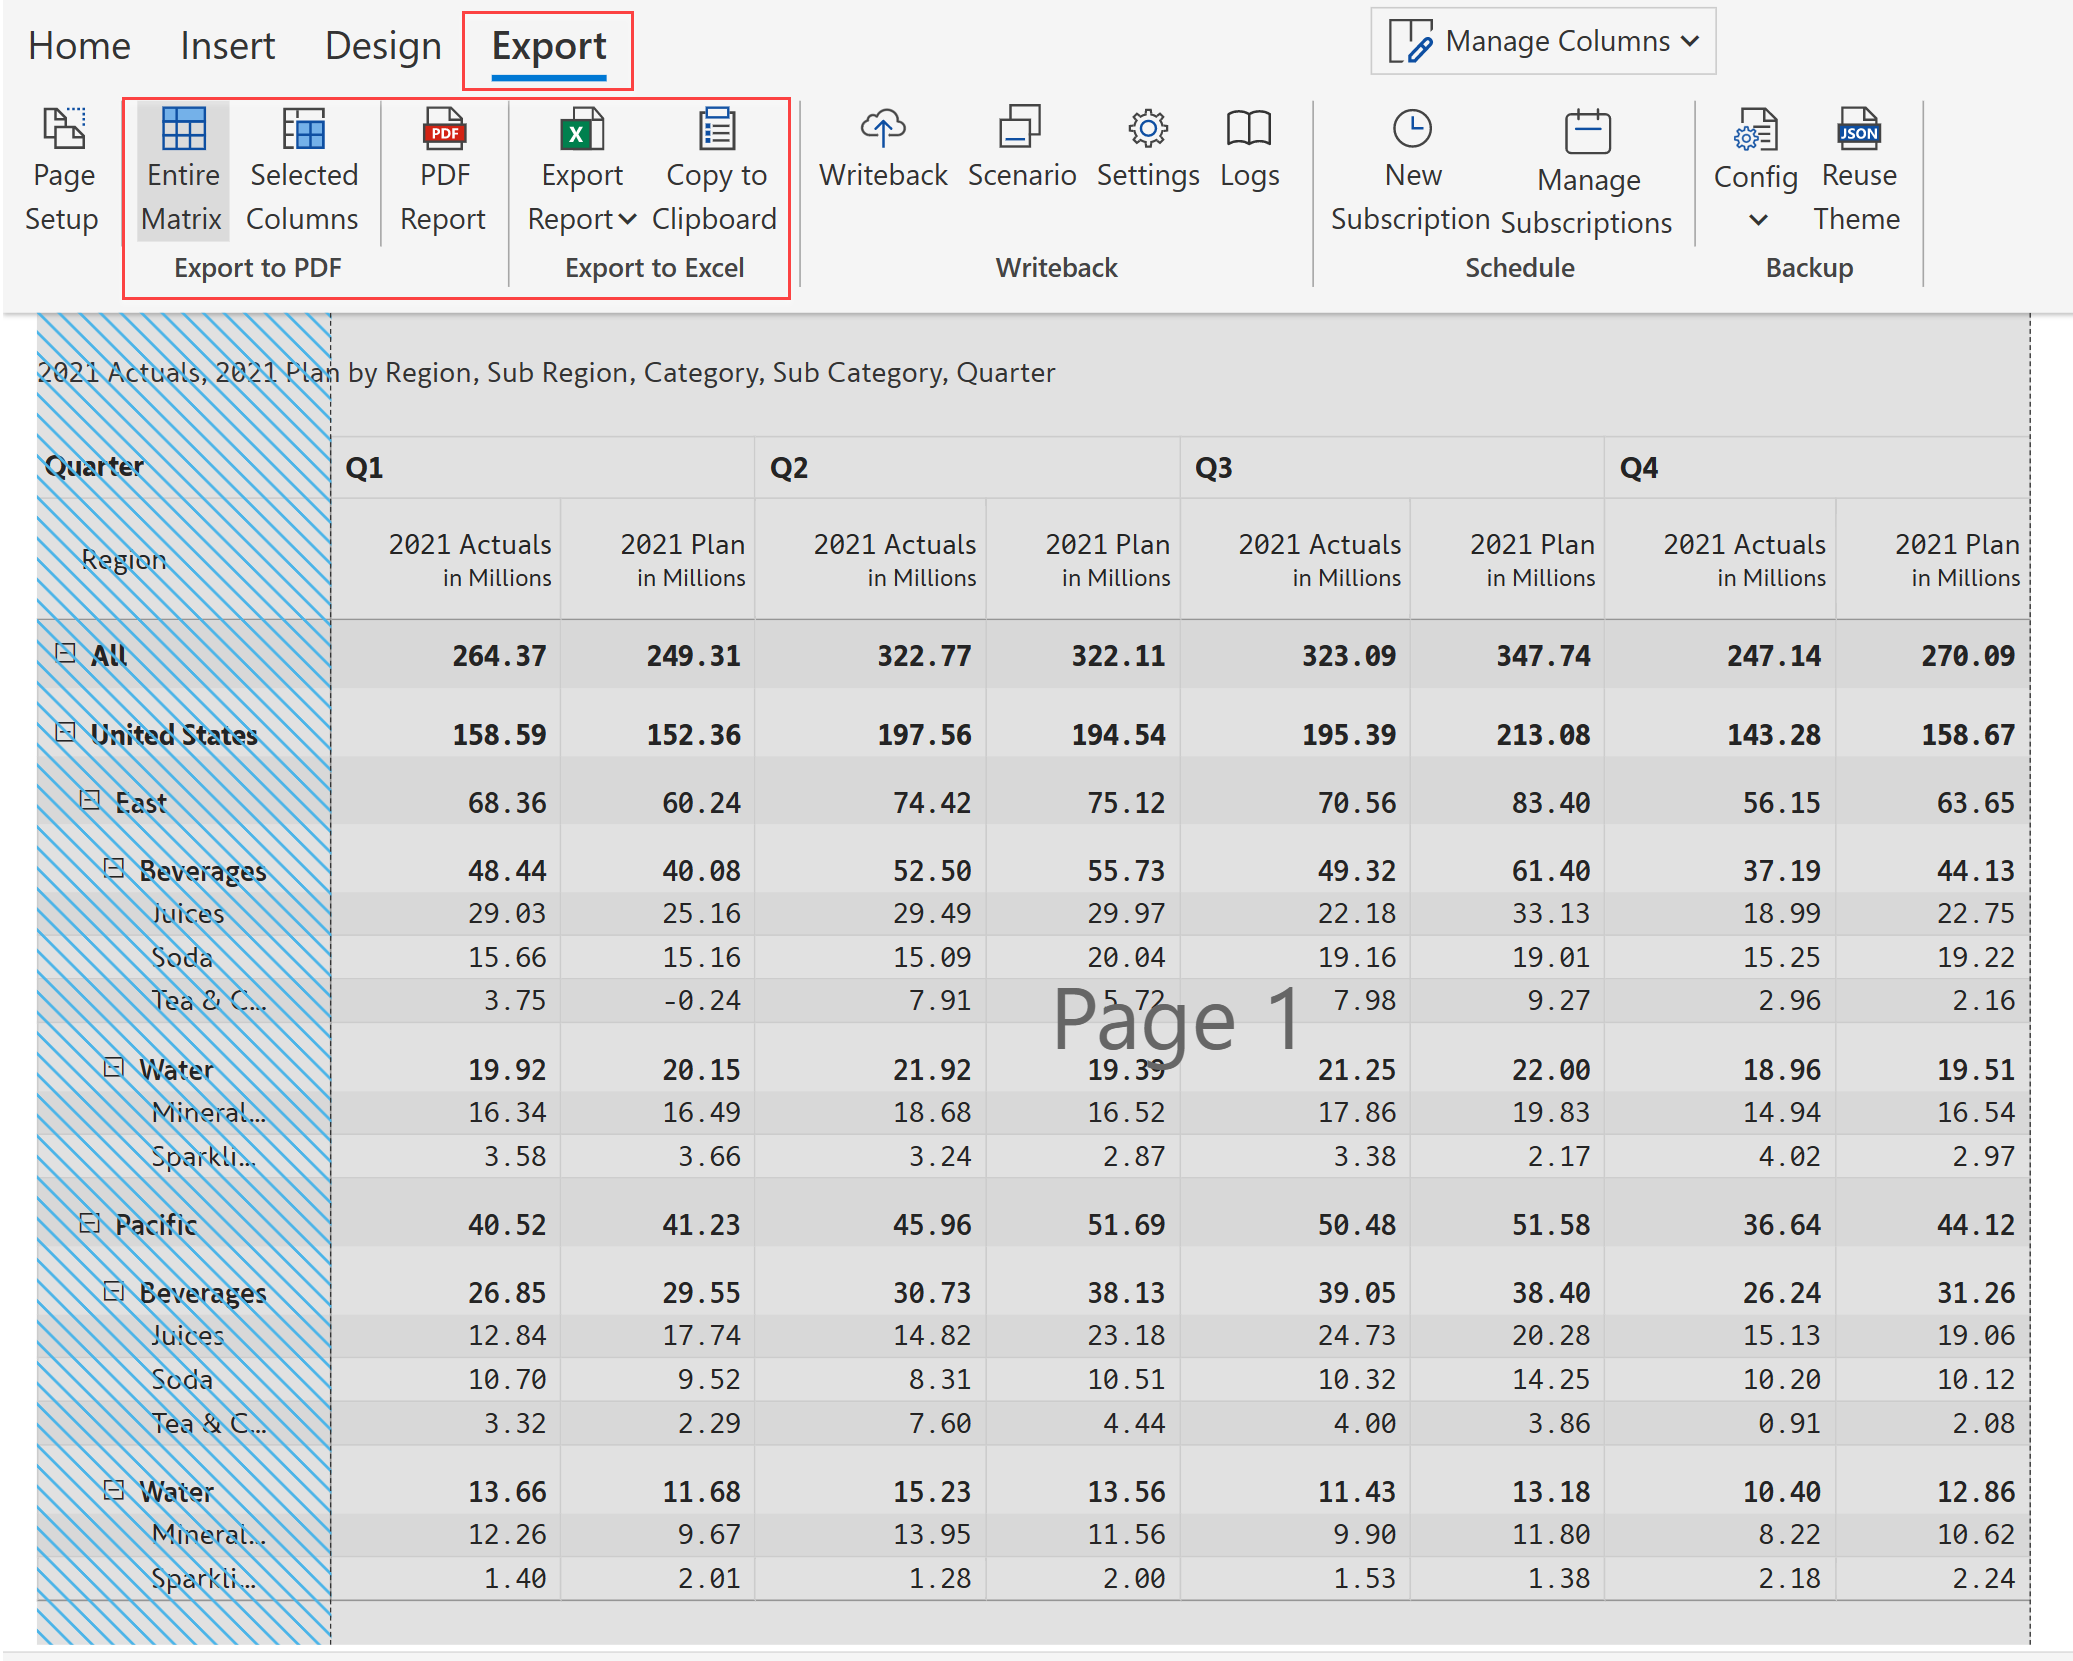 Home Insert Design Export Manage Columns
Page Setup Entire Matrix Selected Columns PDF Report Export Report Copy to Clipboard Writeback Scenario Settings Logs New Subscription Manage Subscriptions Config Reuse Theme
PDF X JSON
Export to PDF Export to Excel Writeback Schedule Backup
2021 Actuals, 2021 Plan by Region, Sub Region, Category, Sub Category, Quarter
Quarter Q1 Q2 Q3 Q4
Region 2021 Actuals in Millions 2021 Plan in Millions 2021 Actuals in Millions 2021 Plan in Millions 2021 Actuals in Millions 2021 Plan in Millions 2021 Actuals in Millions 2021 Plan in Millions
All 264.37 249.31 322.77 322.11 323.09 347.74 247.14 270.09
United States 158.59 152.36 197.56 194.54 195.39 213.08 143.28 158.67
East 68.36 60.24 74.42 75.12 70.56 83.40 56.15 63.65
Beverages 48.44 40.08 52.50 55.73 49.32 61.40 37.19 44.13
Juices 29.03 25.16 29.49 29.97 22.18 33.13 18.99 22.75
Soda 15.66 15.16 15.09 20.04 19.16 19.01 15.25 19.22
Tea & C... 3.75 -0.24 7.91 5.72 7.98 9.27 2.96 2.16
Page 1
Water 19.92 20.15 21.92 19.39 21.25 22.00 18.96 19.51
Mineral... 16.34 16.49 18.68 16.52 17.86 19.83 14.94 16.54
Sparkli... 3.58 3.66 3.24 2.87 3.38 2.17 4.02 2.97
Pacific 40.52 41.23 45.96 51.69 50.48 51.58 36.64 44.12
Beverages 26.85 29.55 30.73 38.13 39.05 38.40 26.24 31.26
Juices 12.84 17.74 14.82 23.18 24.73 20.28 15.13 19.06
Soda 10.70 9.52 8.31 10.51 10.32 14.25 10.20 10.12
Tea & C... 3.32 2.29 7.60 4.44 4.00 3.86 0.91 2.08
Water 13.66 11.68 15.23 13.56 11.43 13.18 10.40 12.86
Mineral... 12.26 9.67 13.95 11.56 9.90 11.80 8.22 10.62
Sparkli... 1.40 2.01 1.28 2.00 1.53 1.38 2.18 2.24